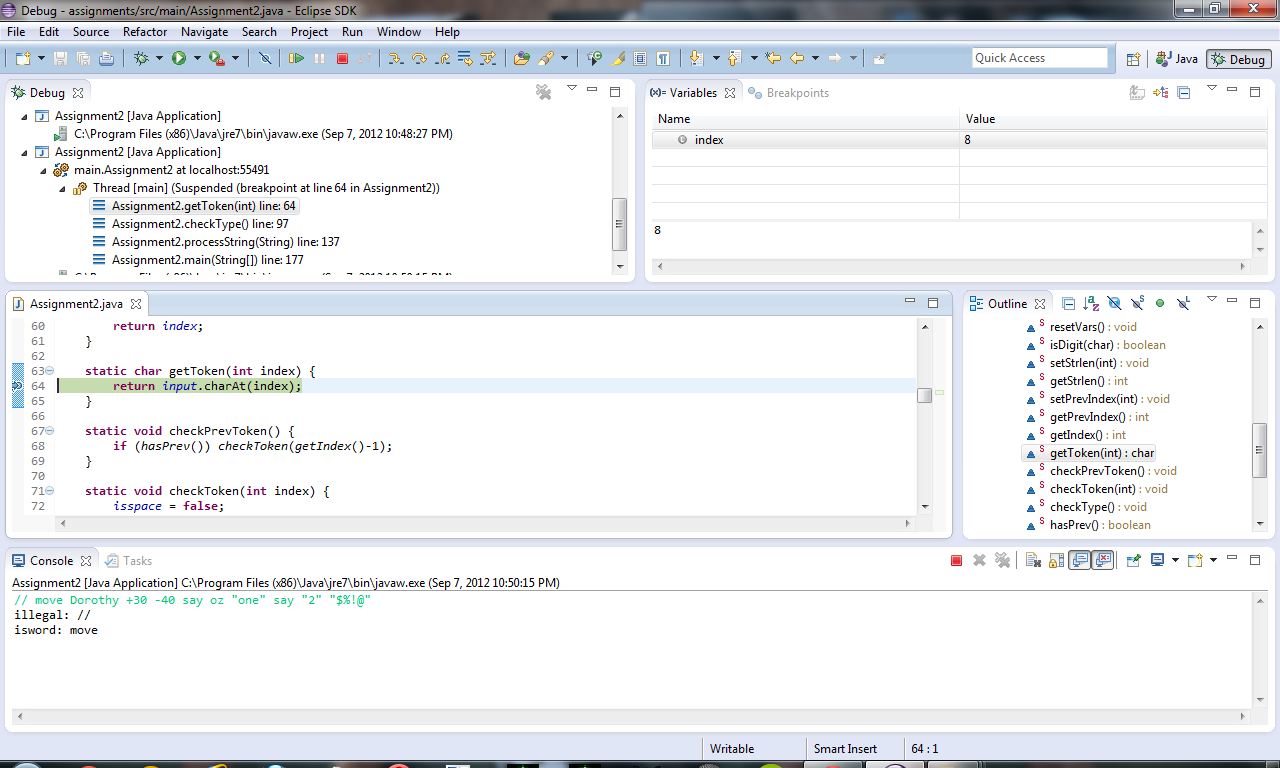 Debug - assignments/src/main/Assignment2.java - Eclipse SDK
File Edit Source Refactor Navigate Search Project Run Window Help
Quick Access
Java
Debug
Debug
Assignment2 [Java Application]
C:\Program Files (x86)\Java\jre7\bin\javaw.exe (Sep 7, 2012 10:48:27 PM)
Assignment2 [Java Application]
main.Assignment2 at localhost:55491
Thread [main] (Suspended (breakpoint at line 64 in Assignment2))
Assignment2.getToken(int) line: 64
Assignment2.checkType() line: 97
Assignment2.processString(String) line: 137
Assignment2.main(String[]) line: 177
(x)= Variables Breakpoints
Name Value
index 8
8
Assignment2.java
60 return index;
61 }
62
63 static char getToken(int index) {
64 return input.charAt(index);
65 }
66
67 static void checkPrevToken() {
68 if (hasPrev()) checkToken(getIndex()-1);
69 }
70
71 static void checkToken(int index) {
72 isspace = false;
Outline
resetVars() : void
isDigit(char) : boolean
setStrlen(int) : void
getStrlen() : int
setPrevIndex(int) : void
getPrevIndex() : int
getIndex() : int
getToken(int) : char
checkPrevToken() : void
checkToken(int) : void
checkType() : void
hasPrev() : boolean
Console Tasks
Assignment2 [Java Application] C:\Program Files (x86)\Java\jre7\bin\javaw.exe (Sep 7, 2012 10:50:15 PM)
// move Dorothy +30 -40 say oz "one" say "2" "$%!@"
illegal: //
isword: move
Writable Smart Insert 64 : 1